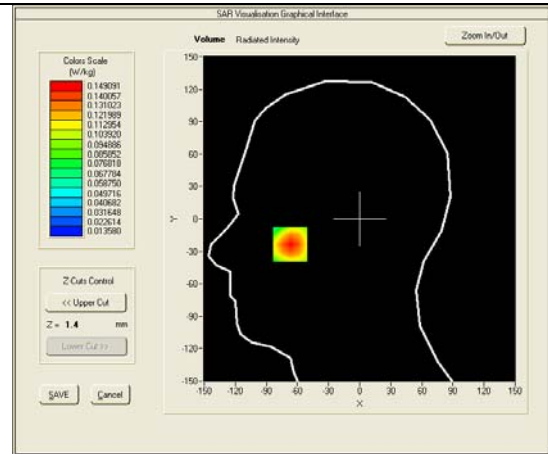 SAR Visualisation Graphical Interface
Volume Radiated Intensity
Zoom In/Out
Colors Scale
(W/kg)
0.149091
0.140057
0.131023
0.121989
0.112954
0.103920
0.094886
0.085852
0.076818
0.067784
0.058750
0.049716
0.040682
0.031648
0.022614
0.013580
Z Cuts Control
<< Upper Cut
Z = 1.4 mm
Lower Cut >>
SAVE Cancel
150
120
90
60
30
0
-30
-60
-90
-120
-150
Y
-150 -120 -90 -60 -30 0 30 60 90 120 150
X